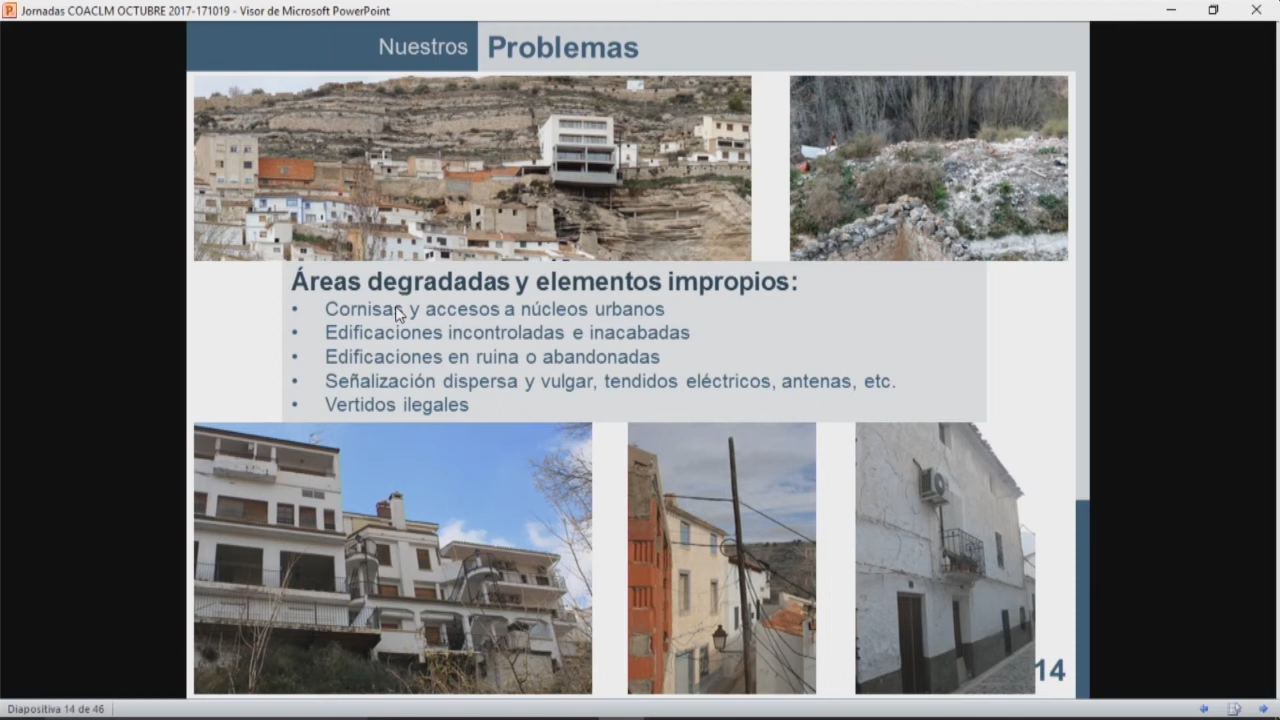 Jornadas COACLM OCTUBRE 2017-171019 - Visor de Microsoft PowerPoint
Nuestros Problemas
Áreas degradadas y elementos impropios:
• Cornisas y accesos a núcleos urbanos
• Edificaciones incontroladas e inacabadas
• Edificaciones en ruina o abandonadas
• Señalización dispersa y vulgar, tendidos eléctricos, antenas, etc.
• Vertidos ilegales
14
Diapositiva 14 de 46